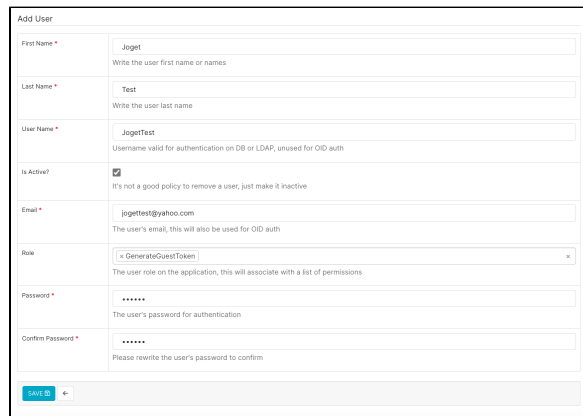 Add User
First Name *
Joget
Write the user first name or names
Last Name *
Test
Write the user last name
User Name *
JogetTest
Username valid for authentication on DB or LDAP, unused for OID auth
Is Active?
It's not a good policy to remove a user, just make it inactive
Email *
jogettest@yahoo.com
The user's email, this will also be used for OID auth
Role
× GenerateGuestToken ×
The user role on the application, this will associate with a list of permissions
Password *
••••••
The user's password for authentication
Confirm Password *
••••••
Please rewrite the user's password to confirm
SAVE